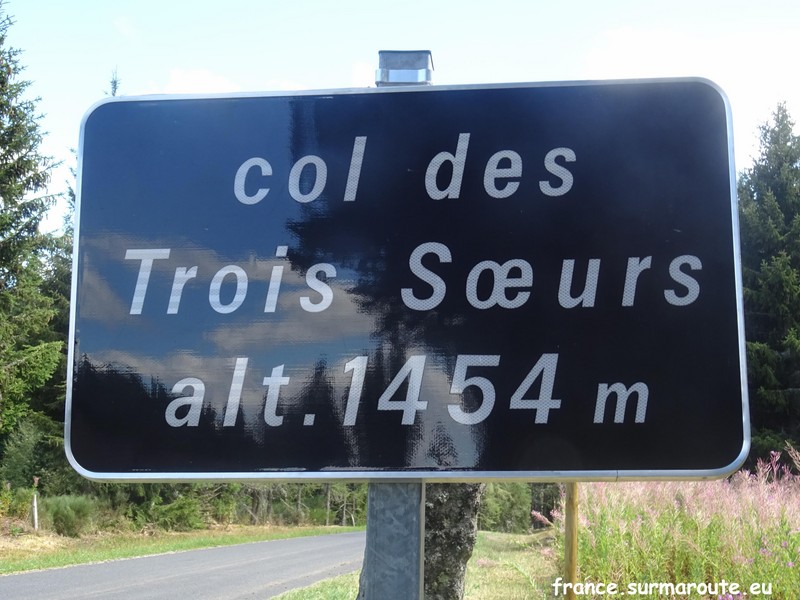 col des
Trois Sœurs
alt. 1454 m
france.surmaroute.eu